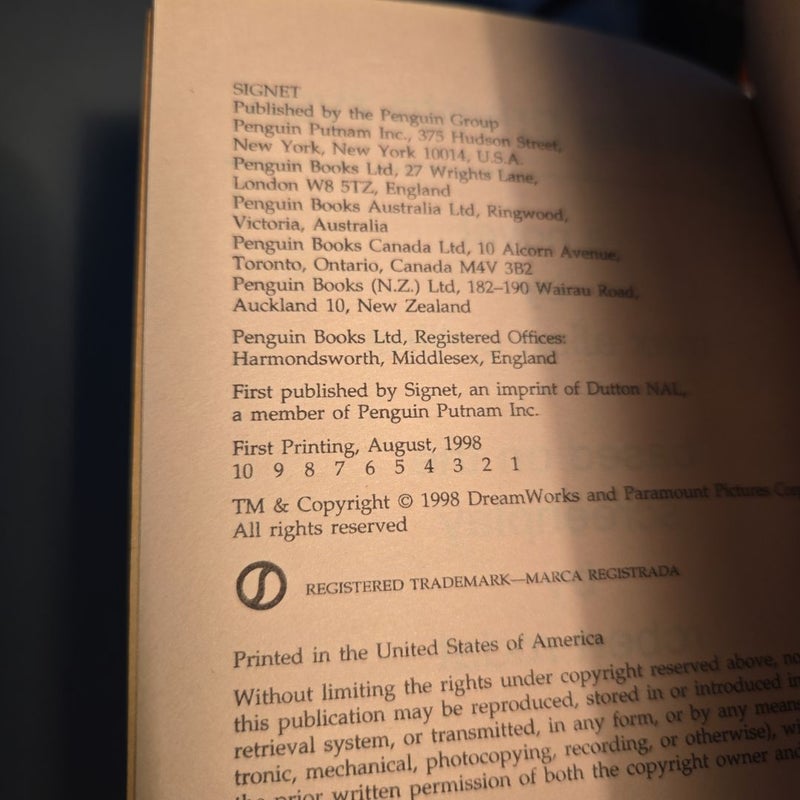 SIGNET
Published by the Penguin Group
Penguin Putnam Inc., 375 Hudson Street,
New York, New York 10014, U.S.A.
Penguin Books Ltd, 27 Wrights Lane,
London W8 5TZ, England
Penguin Books Australia Ltd, Ringwood,
Victoria, Australia
Penguin Books Canada Ltd, 10 Alcorn Avenue,
Toronto, Ontario, Canada M4V 3B2
Penguin Books (N.Z.) Ltd, 182–190 Wairau Road,
Auckland 10, New Zealand
Penguin Books Ltd, Registered Offices:
Harmondsworth, Middlesex, England
First published by Signet, an imprint of Dutton NAL,
a member of Penguin Putnam Inc.
First Printing, August, 1998
10 9 8 7 6 5 4 3 2 1
TM & Copyright © 1998 DreamWorks and Paramount Pictures
All rights reserved
REGISTERED TRADEMARK—MARCA REGISTRADA
Printed in the United States of America
Without limiting the rights under copyright reserved above, no
this publication may be reproduced, stored in or introduced in
retrieval system, or transmitted, in any form, or by any means
tronic, mechanical, photocopying, recording, or otherwise), wi
the prior written permission of both the copyright owner and